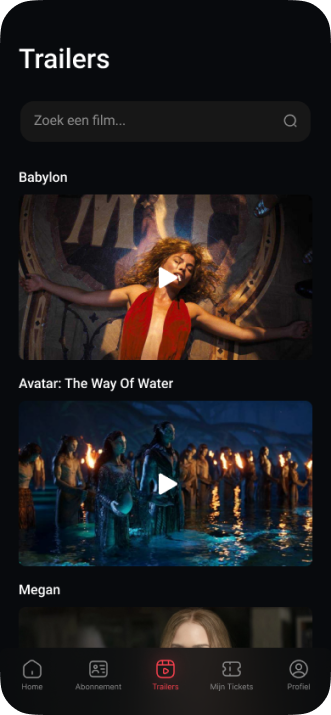 Trailers
Zoek een film...
Babylon
Avatar: The Way Of Water
Megan
Home
Abonnement
Trailers
Mijn Tickets
Profiel